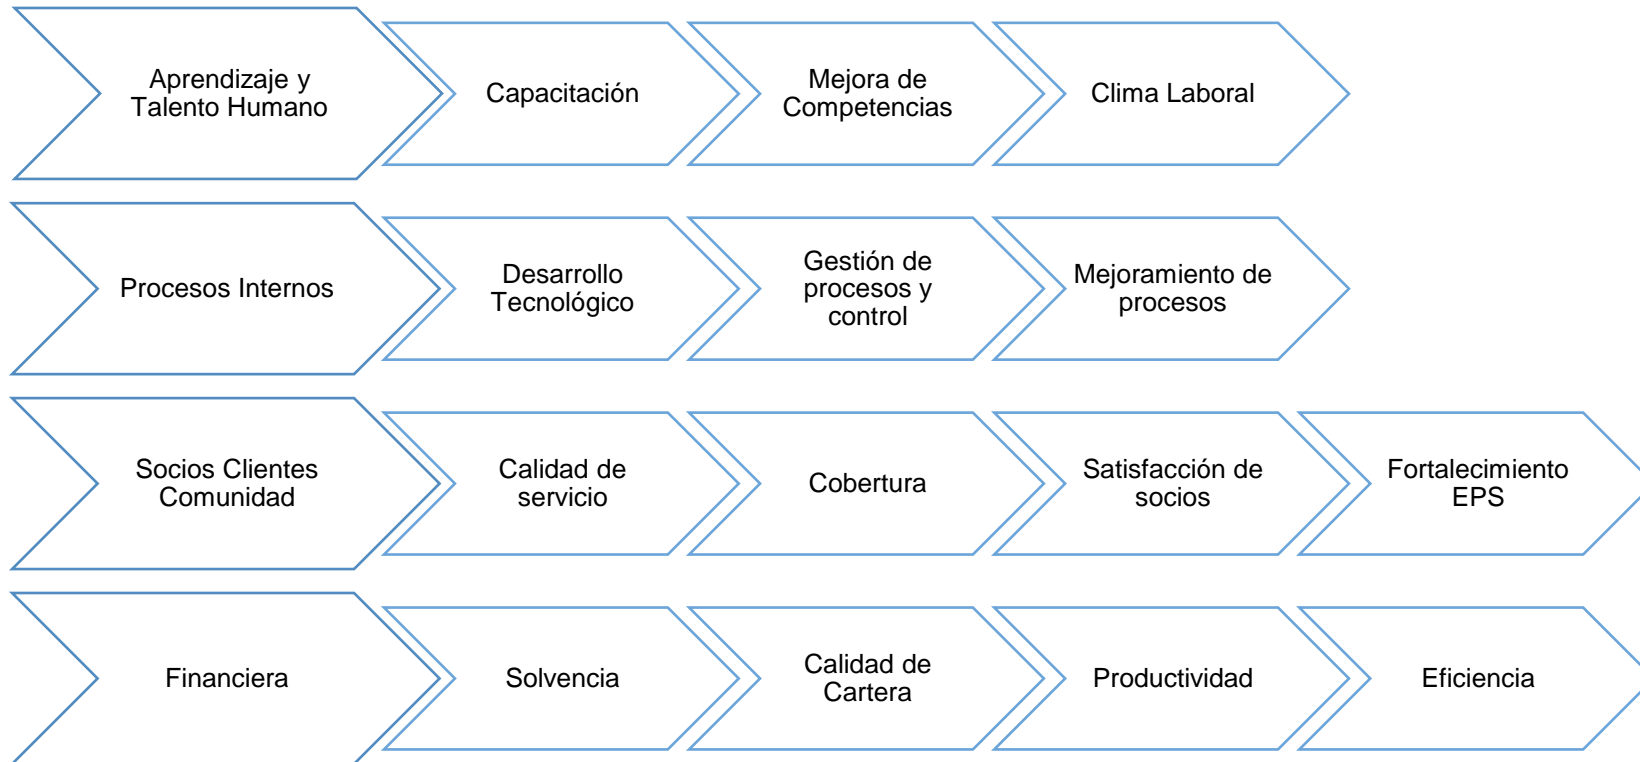 Aprendizaje y
Talento Humano
Capacitación
Mejora de
Competencias
Clima Laboral
Procesos Internos
Desarrollo
Tecnológico
Gestión de
procesos y
control
Mejoramiento de
procesos
Socios Clientes
Comunidad
Calidad de
servicio
Cobertura
Satisfacción de
socios
Fortalecimiento
EPS
Financiera
Solvencia
Calidad de
Cartera
Productividad
Eficiencia